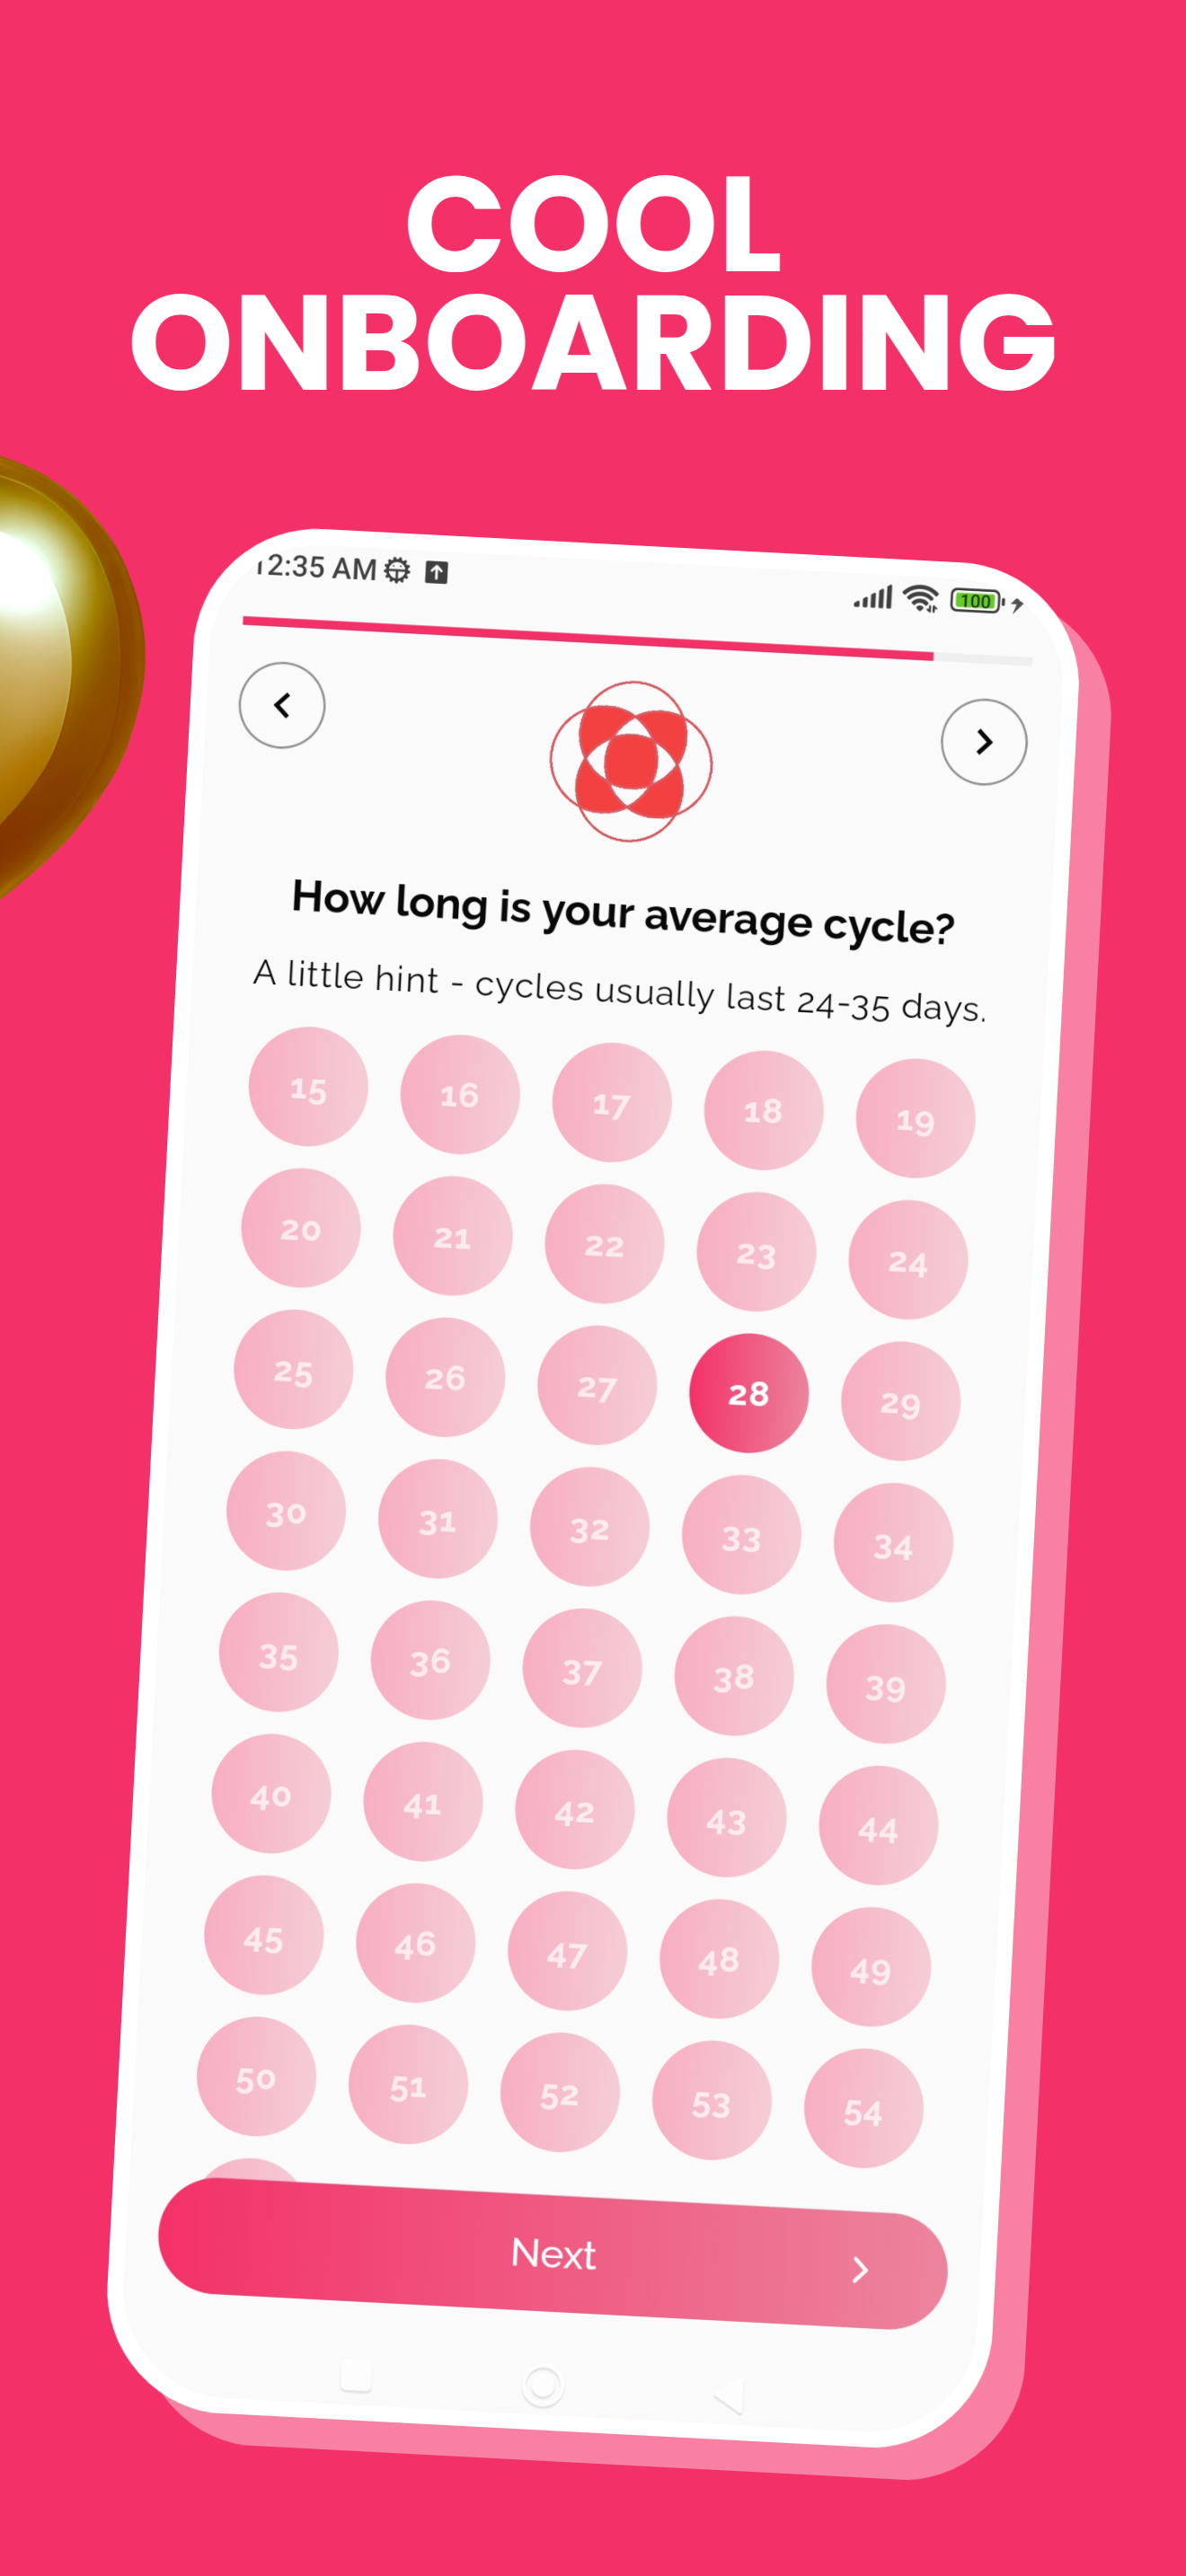 COOL
ONBOARDING
12:35 AM
100
How long is your average cycle?
A little hint - cycles usually last 24-35 days.
15 16 17 18 19
20 21 22 23 24
25 26 27 28 29
30 31 32 33 34
35 36 37 38 39
40 41 42 43 44
45 46 47 48 49
50 51 52 53 54
Next